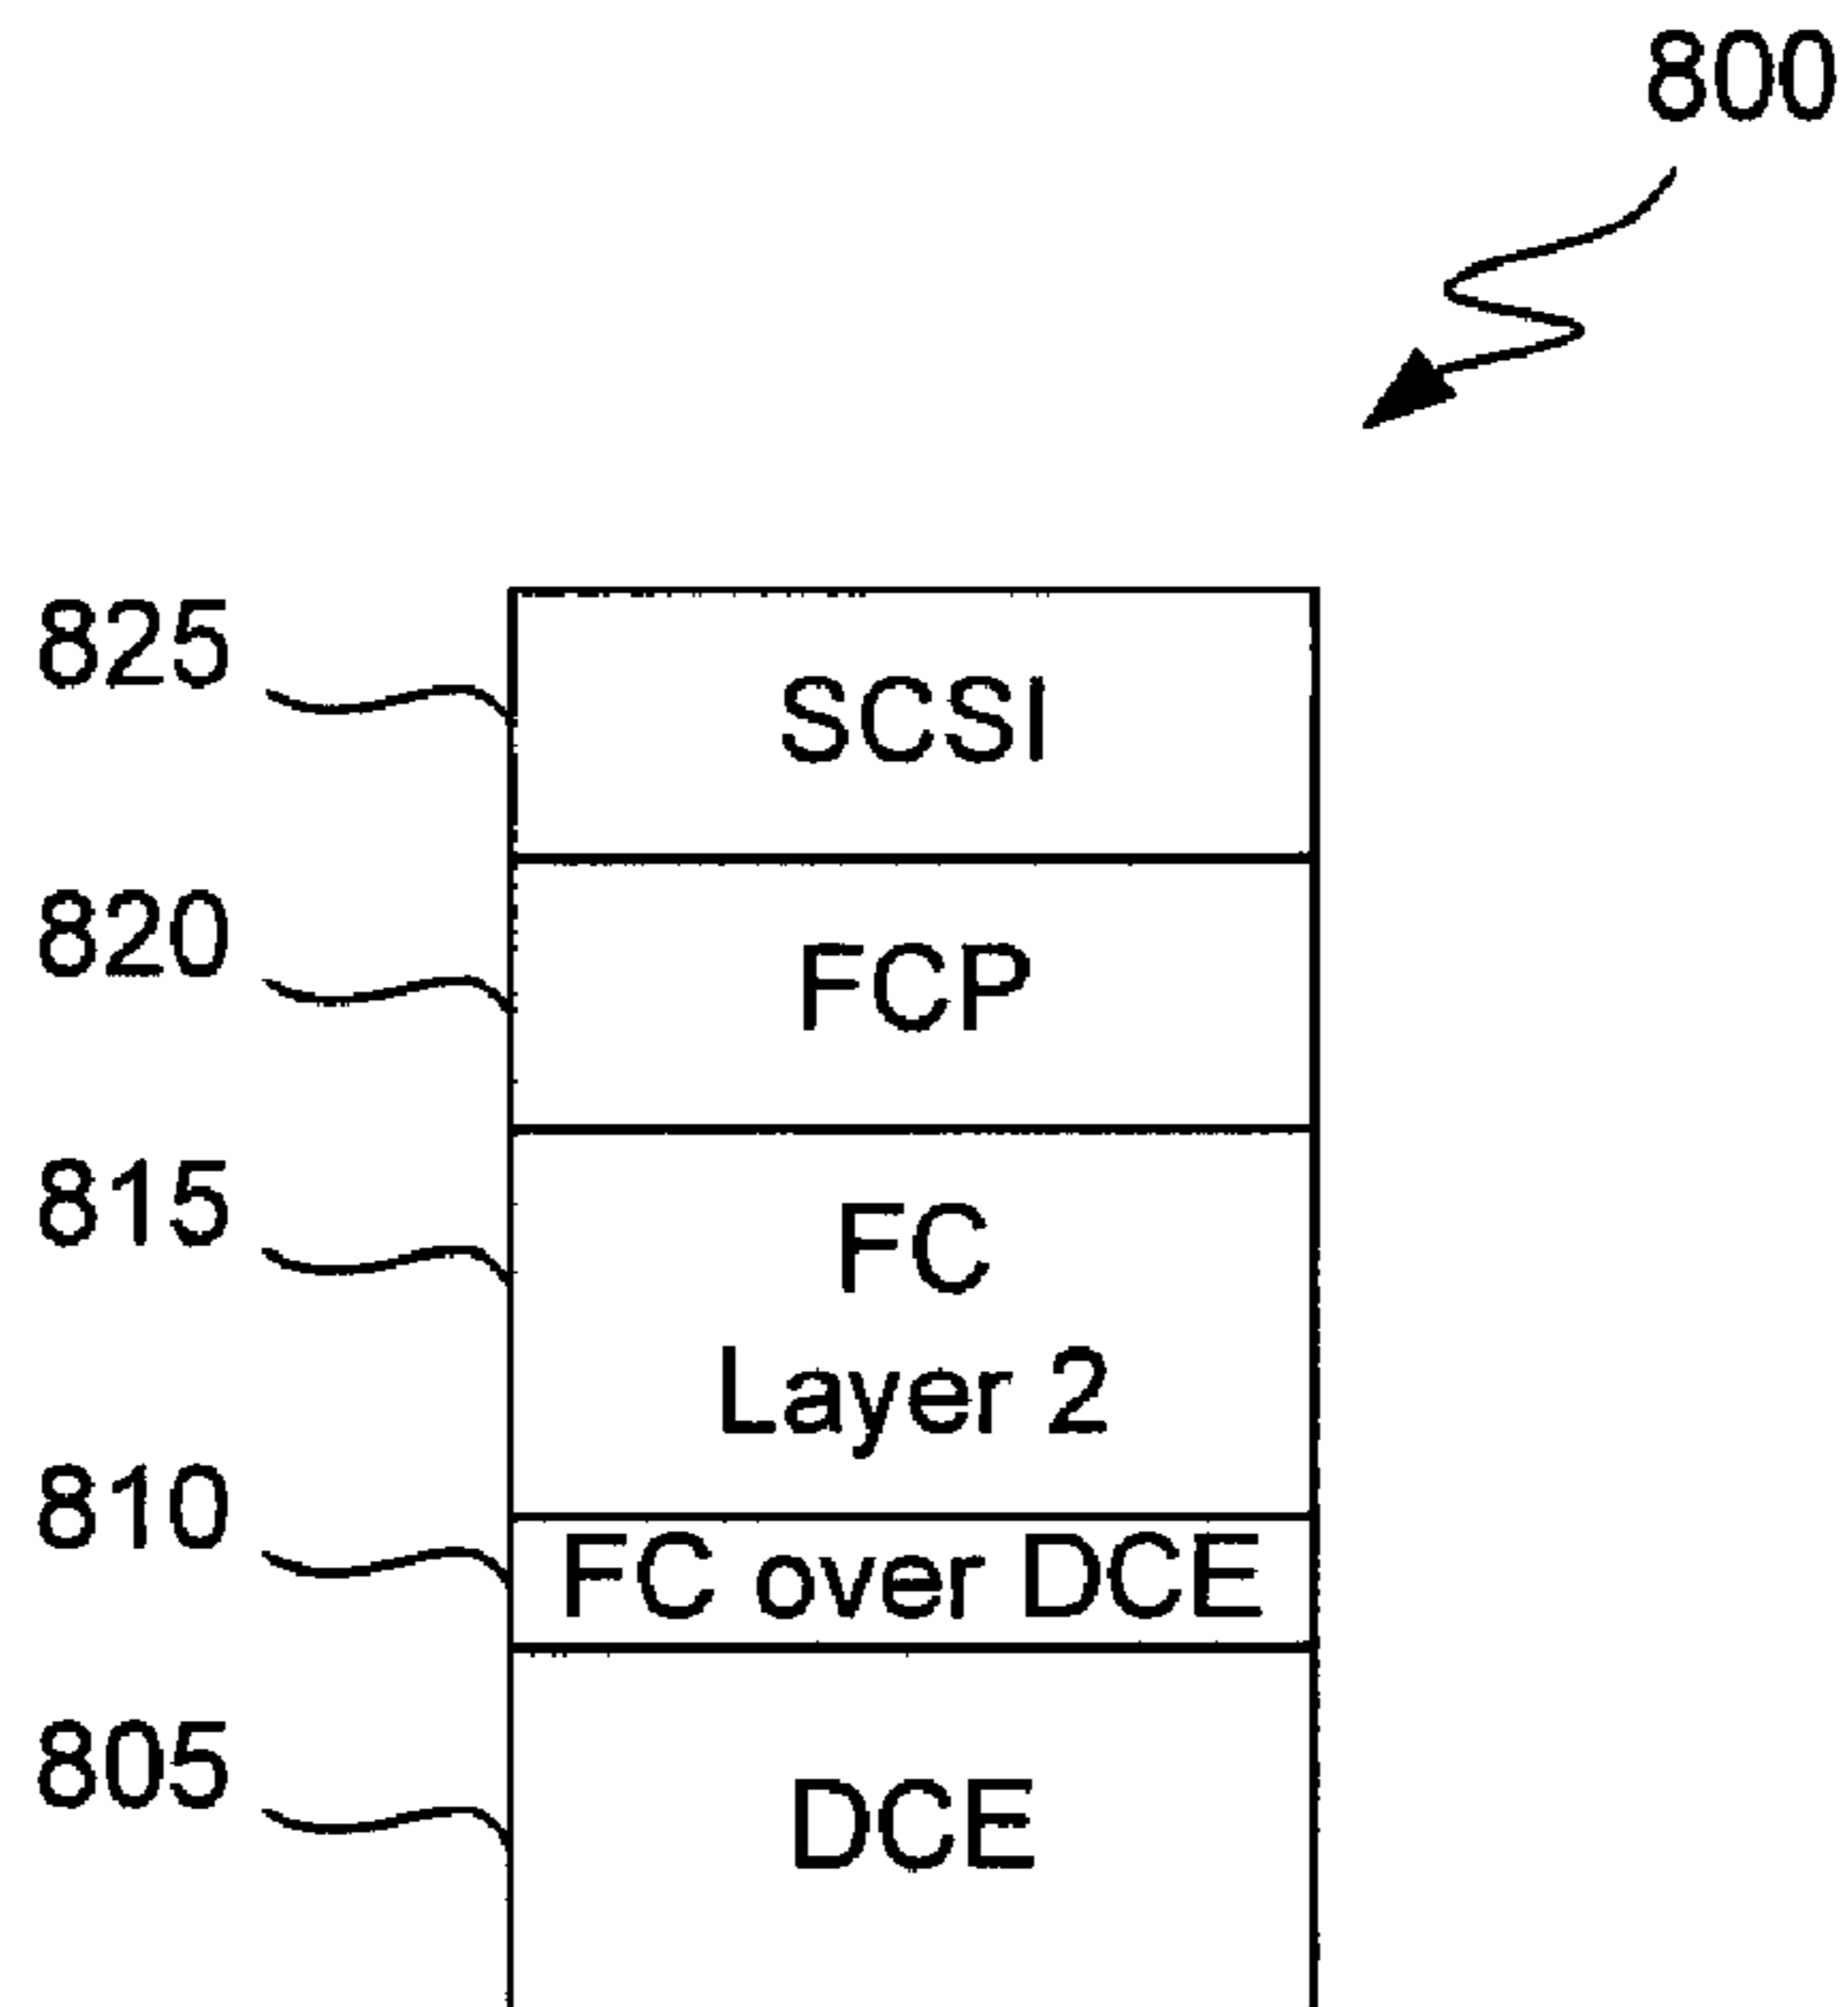 800
825
SCSI
820
FCP
815
FC
Layer 2
810
FC over DCE
805
DCE